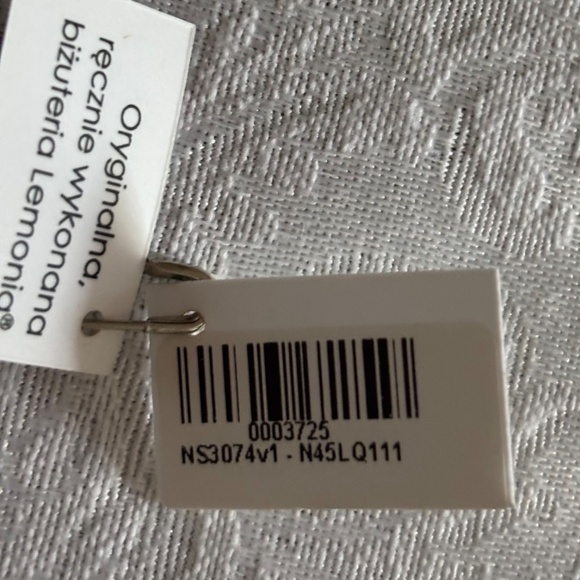 Oryginalna,
ręcznie wykonana
biżuteria Lemonia®
0003725
NS3074v1 - N45LQ111